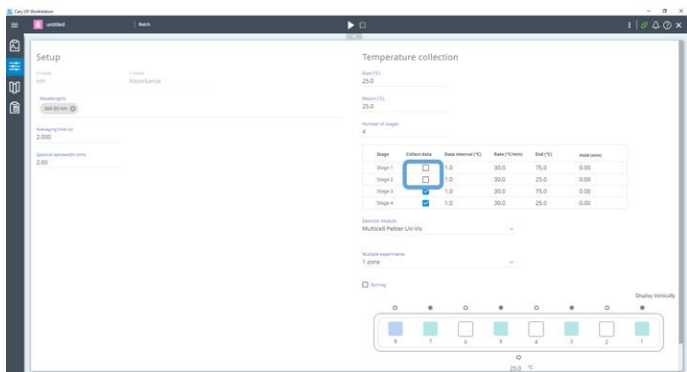 Cary UV Workstation
untitled
Batch
Setup
X mode
nm
Y mode
Absorbance
Wavelengths
260.00 nm
Averaging time (s)
2.000
Spectral bandwidth (nm)
2.00
Temperature collection
Start (°C)
25.0
Return (°C)
25.0
Number of stages
4
Stage Collect data Data interval (°C) Rate (°C/min) End (°C) Hold (min)
Stage 1 1.0 30.0 75.0 0.00
Stage 2 1.0 30.0 25.0 0.00
Stage 3 1.0 30.0 75.0 0.00
Stage 4 1.0 30.0 25.0 0.00
Detector module
Multicell Peltier UV-Vis
Multiple experiments
1 zone
Stirring
Display Vertically
8 7 6 5 4 3 2 1
25.0 °C